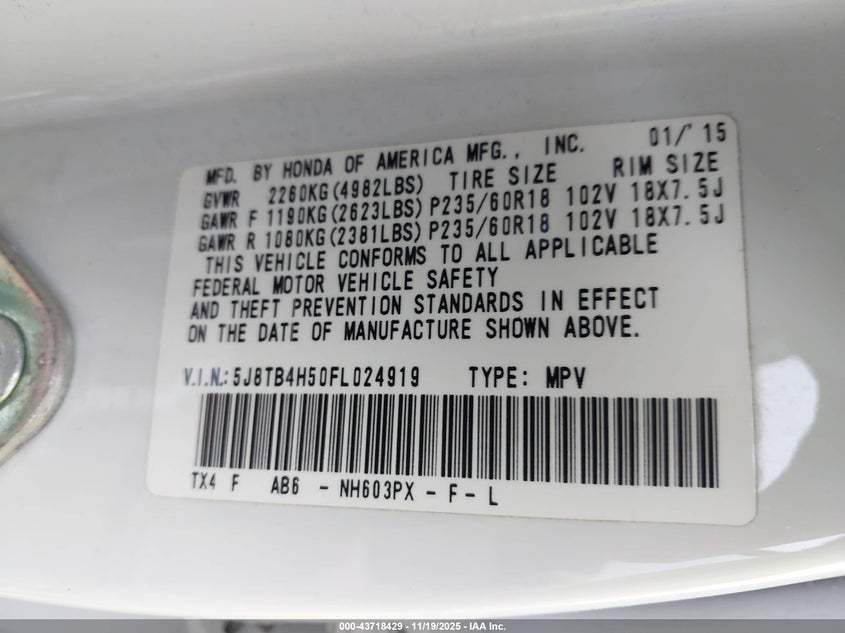 MFD. BY HONDA OF AMERICA MFG., INC. 01/ 15
GVWR 2260KG(4982LBS) TIRE SIZE RIM SIZE
GAWR F 1190KG(2623LBS) P235/60R18 102V 18X7.5J
GAWR R 1080KG(2381LBS) P235/60R18 102V 18X7.5J
THIS VEHICLE CONFORMS TO ALL APPLICABLE
FEDERAL MOTOR VEHICLE SAFETY
AND THEFT PREVENTION STANDARDS IN EFFECT
ON THE DATE OF MANUFACTURE SHOWN ABOVE.
V.I.N.: 5J8TB4H50FL024919 TYPE: MPV
TX4 F AB6 - NH603PX - F - L
000-43718429 - 11/19/2025 - IAA Inc.